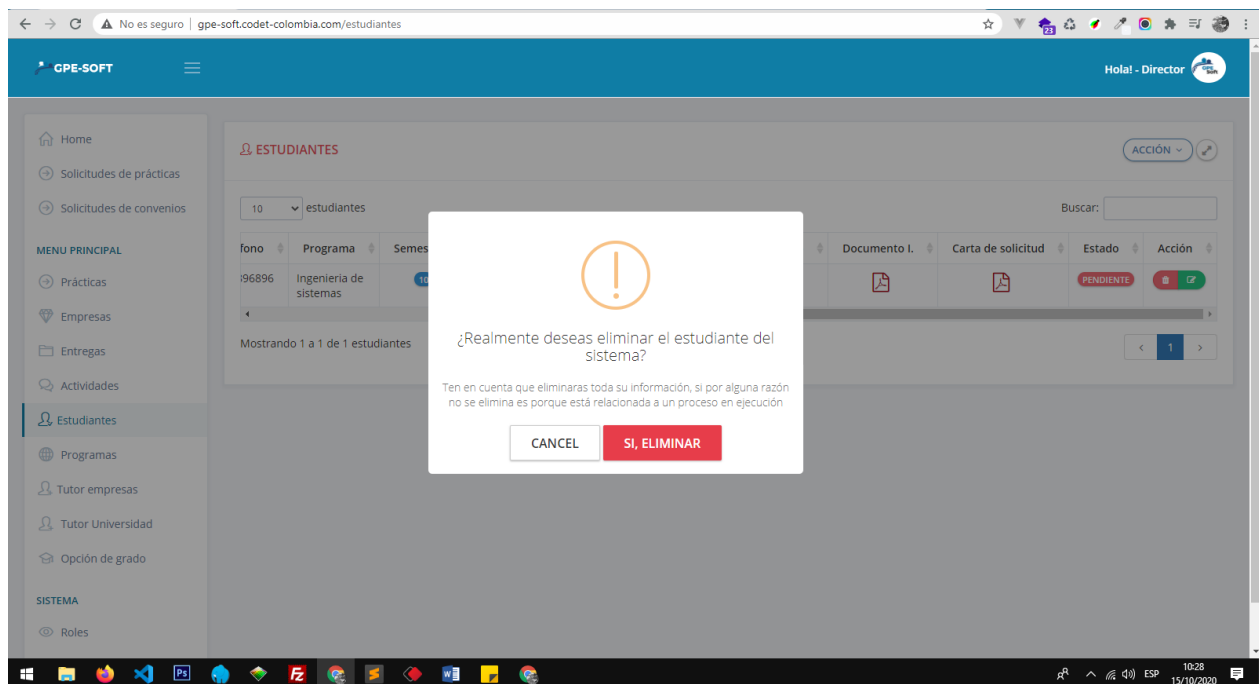 No es seguro | gpe-soft.codet-colombia.com/estudiantes
23
GPE-SOFT
Hola! - Director
Home
Solicitudes de prácticas
Solicitudes de convenios
MENU PRINCIPAL
Prácticas
Empresas
Entregas
Actividades
Estudiantes
Programas
Tutor empresas
Tutor Universidad
Opción de grado
SISTEMA
Roles
ESTUDIANTES
ACCIÓN
10 estudiantes
Buscar:
fono Programa Semes Documento I. Carta de solicitud Estado Acción
96896 Ingenieria de sistemas 10 PENDIENTE
Mostrando 1 a 1 de 1 estudiantes
< 1 >
¿Realmente deseas eliminar el estudiante del
sistema?
Ten en cuenta que eliminaras toda su información, si por alguna razón
no se elimina es porque está relacionada a un proceso en ejecución
CANCEL
SI, ELIMINAR
Ps
ESP
10:28
15/10/2020